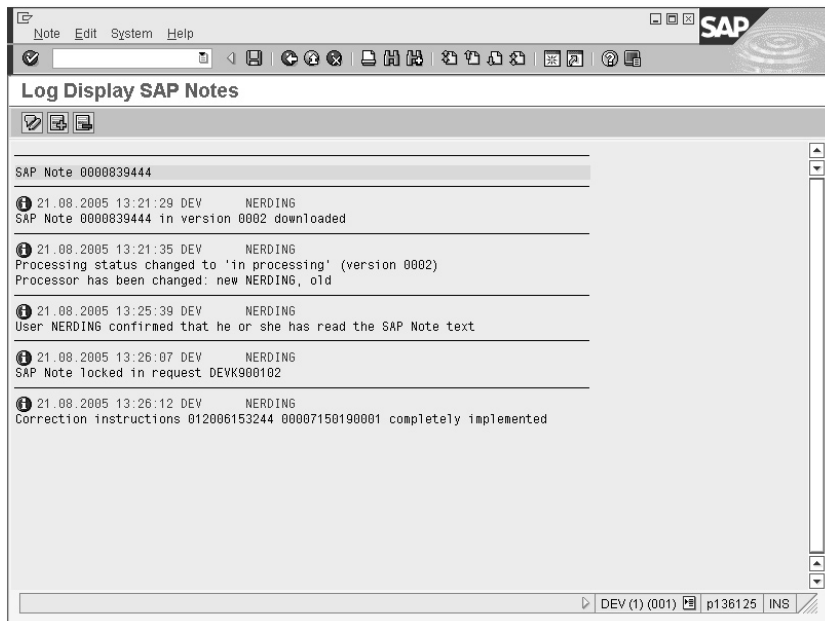 Note Edit System Help
SAP
Log Display SAP Notes
SAP Note 0000839444
21.08.2005 13:21:29 DEV NERDING
SAP Note 0000839444 in version 0002 downloaded
21.08.2005 13:21:35 DEV NERDING
Processing status changed to 'in processing' (version 0002)
Processor has been changed: new NERDING, old
21.08.2005 13:25:39 DEV NERDING
User NERDING confirmed that he or she has read the SAP Note text
21.08.2005 13:26:07 DEV NERDING
SAP Note locked in request DEVK900102
21.08.2005 13:26:12 DEV NERDING
Correction instructions 012006153244 00007150190001 completely implemented
DEV (1) (001) p136125 INS